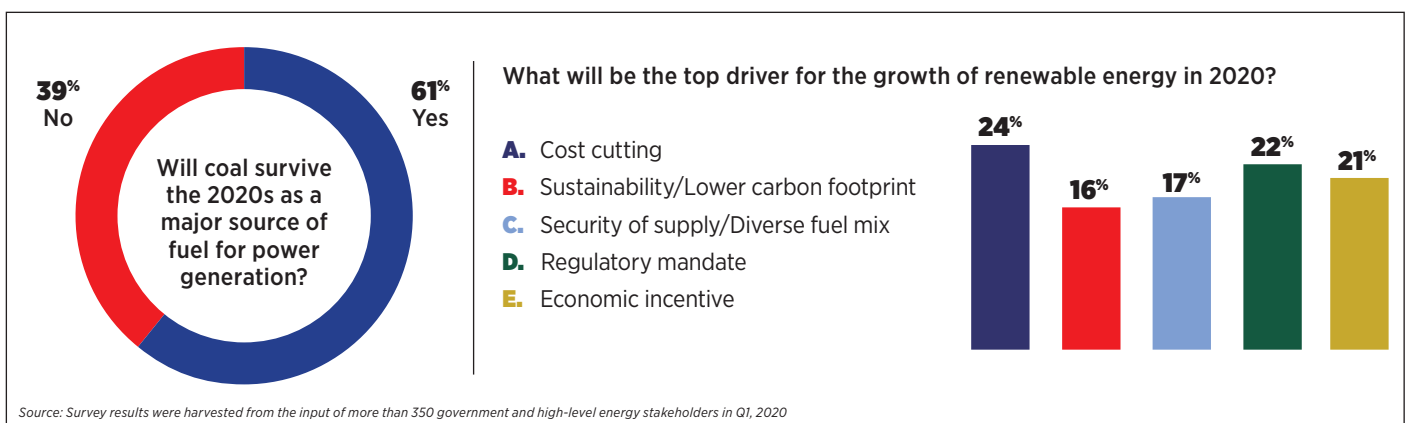 39%
No
61%
Yes
Will coal survive
the 2020s as a
major source of
fuel for power
generation?
What will be the top driver for the growth of renewable energy in 2020?
A. Cost cutting
B. Sustainability/Lower carbon footprint
C. Security of supply/Diverse fuel mix
D. Regulatory mandate
E. Economic incentive
24%
16%
17%
22%
21%
Source: Survey results were harvested from the input of more than 350 government and high-level energy stakeholders in Q1, 2020